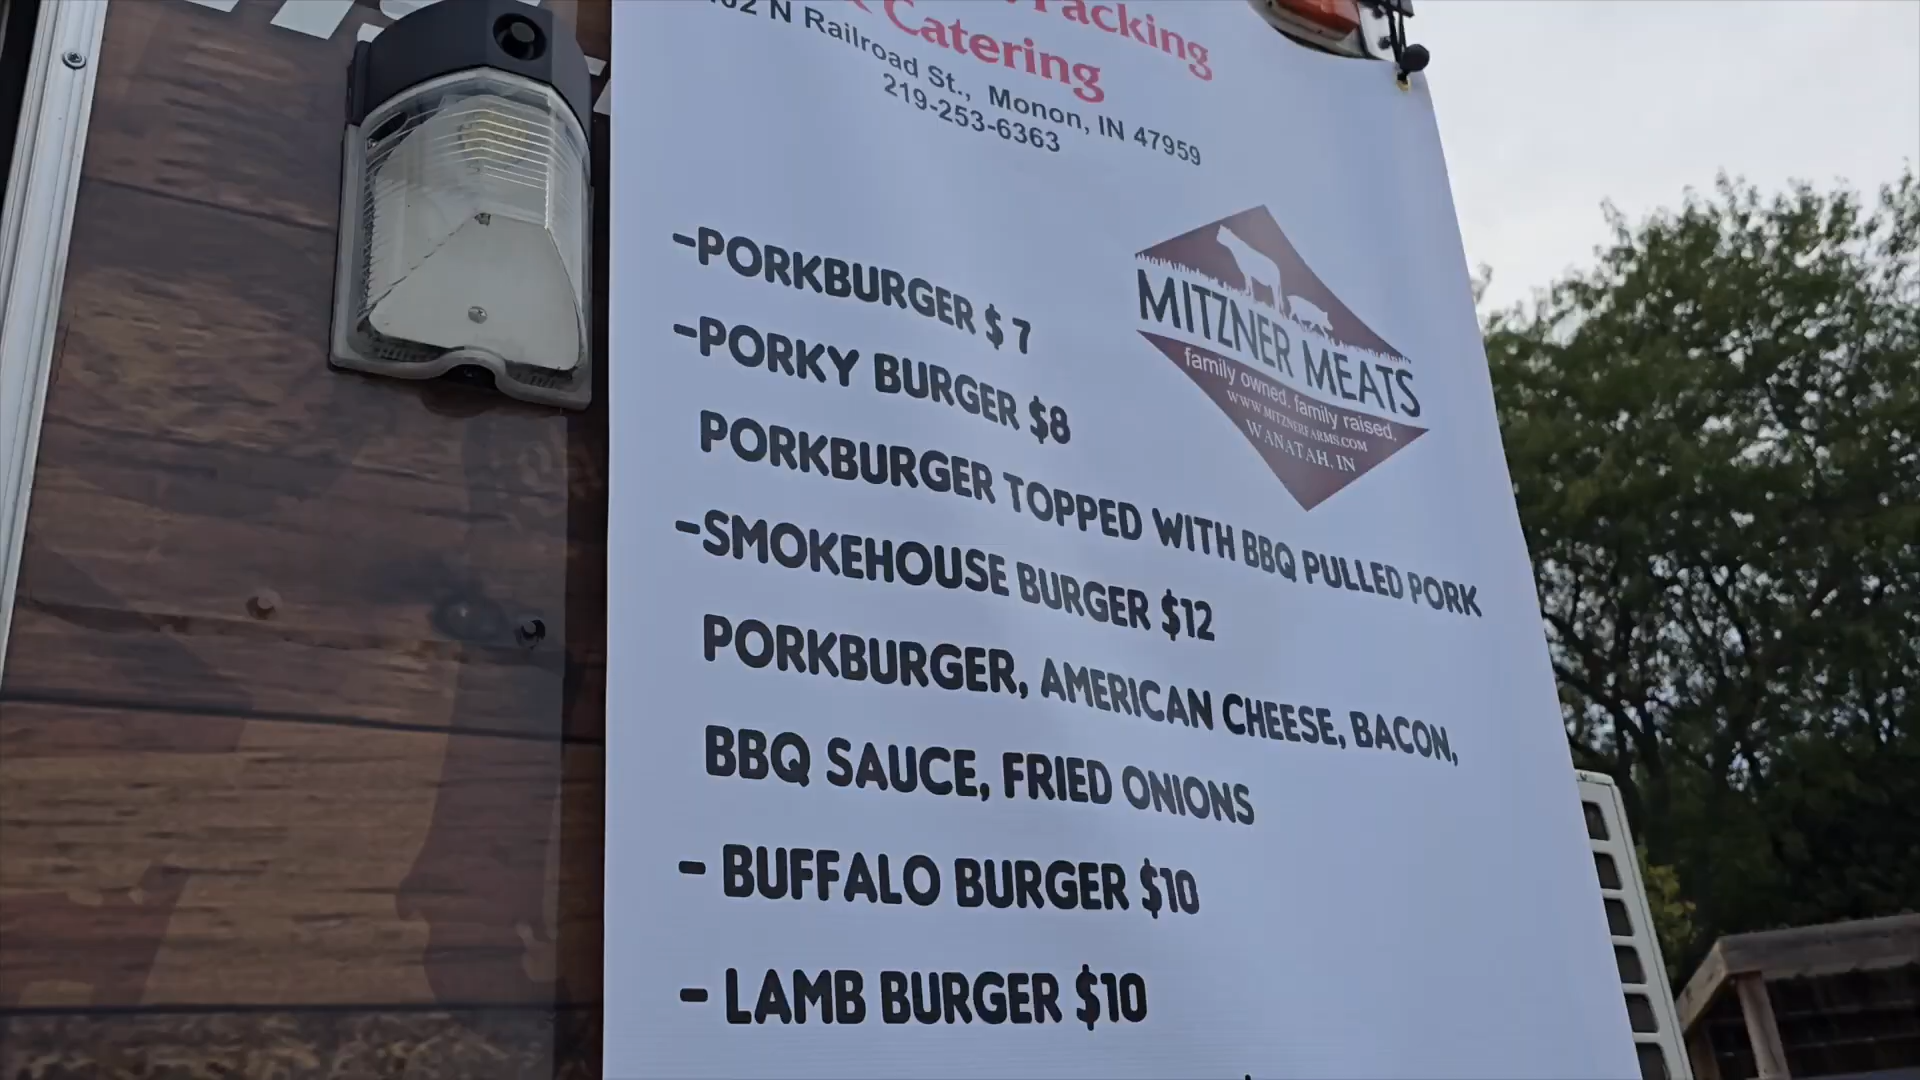 Packing
& Catering
N Railroad St., Monon, IN 47959
219-253-6363
-PORKBURGER $7
-PORKY BURGER $8
PORKBURGER TOPPED WITH BBQ PULLED PORK
-SMOKEHOUSE BURGER $12
PORKBURGER, AMERICAN CHEESE, BACON,
BBQ SAUCE, FRIED ONIONS
- BUFFALO BURGER $10
- LAMB BURGER $10
MITZNER MEATS
family owned. family raised.
WWW.MITZNERFARMS.COM
WANATAH, IN